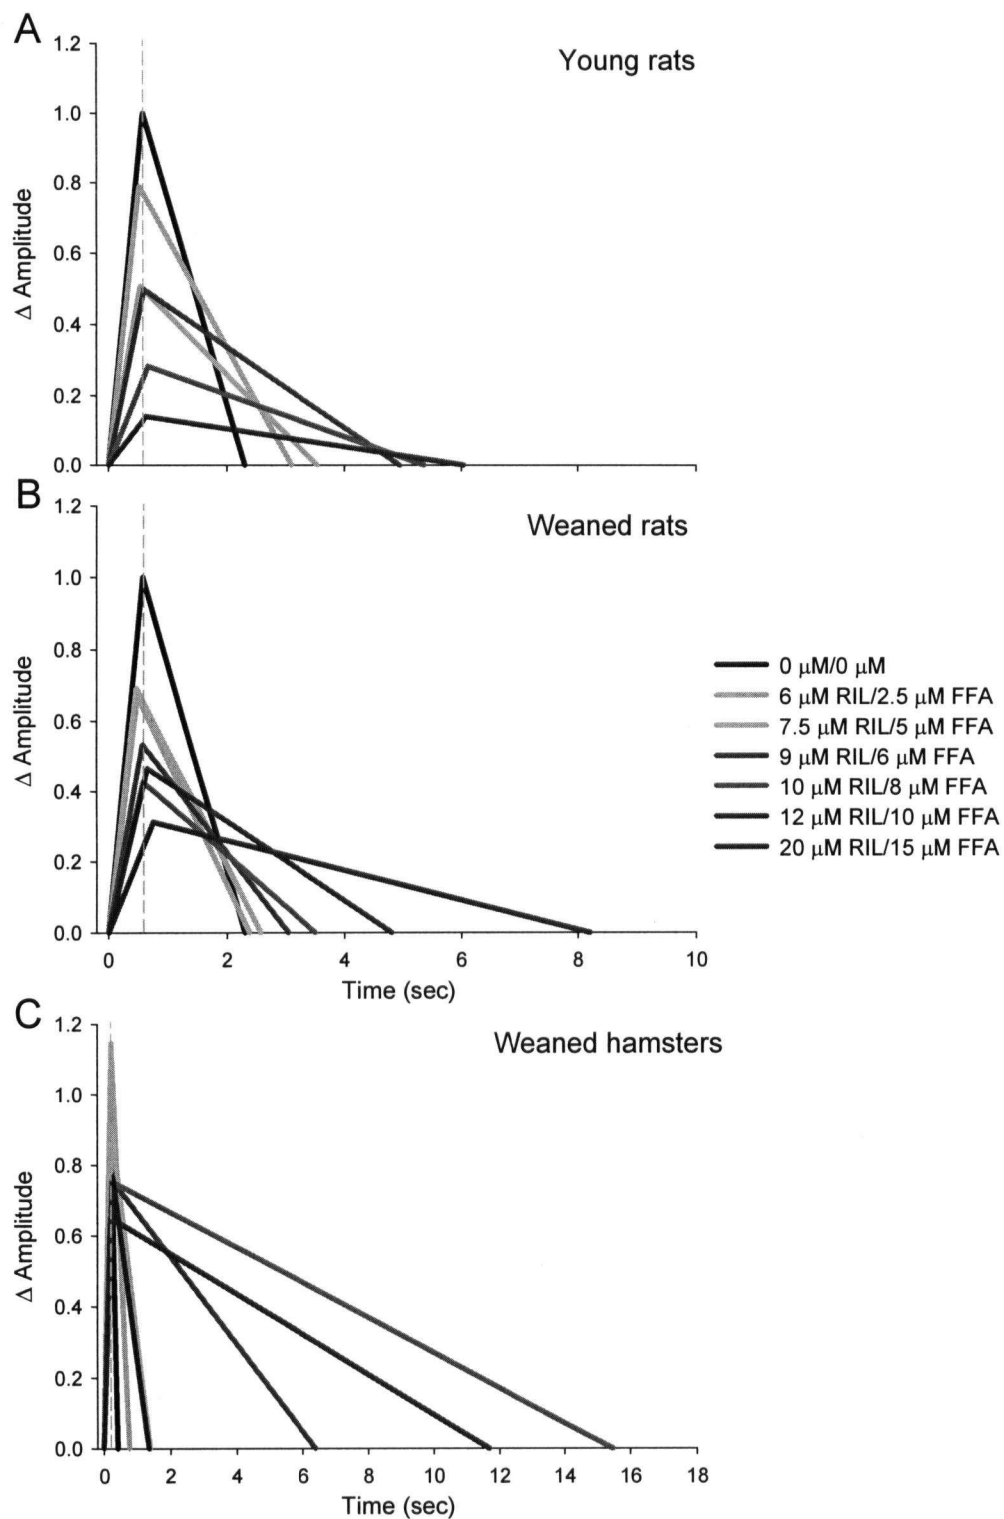 A
1.2
Young rats
1.0
0.8
0.6
0.4
0.2
0.0
Δ Amplitude
B
1.2
Weaned rats
1.0
0.8
0.6
0.4
0.2
0.0
Δ Amplitude
0 2 4 6 8 10
Time (sec)
0 μM/0 μM
6 μM RIL/2.5 μM FFA
7.5 μM RIL/5 μM FFA
9 μM RIL/6 μM FFA
10 μM RIL/8 μM FFA
12 μM RIL/10 μM FFA
20 μM RIL/15 μM FFA
C
1.2
Weaned hamsters
1.0
0.8
0.6
0.4
0.2
0.0
Δ Amplitude
0 2 4 6 8 10 12 14 16 18
Time (sec)